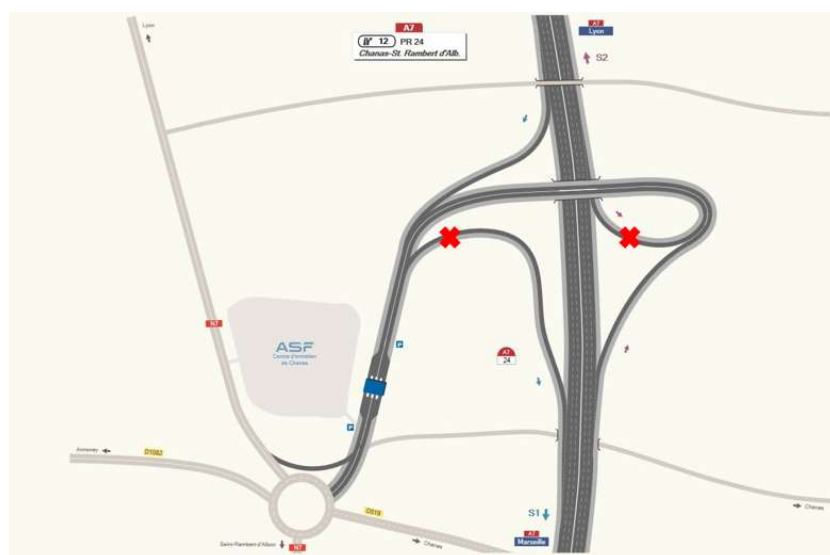 Lyon
A7
12 PR 24
Chanas-St. Rambert d'Alb.
A7
Lyon
S2
N7
ASF
Centre d'entretien
de Chanas
P
A7
24
P
Annonay
D1082
S1
A7
Marseille
D519
Chanas
Saint-Rambert d'Albon
N7
Chanas